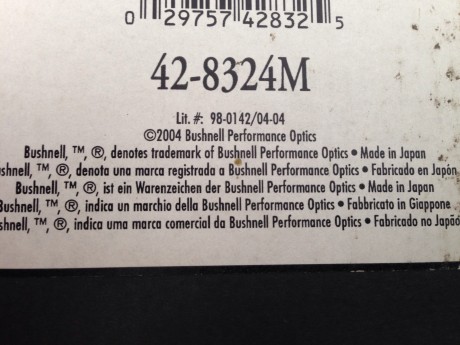 0 29757 42832 5
42-8324M
Lit. #: 98-0142/04-04
©2004 Bushnell Performance Optics
Bushnell, ™, ®, denotes trademark of Bushnell Performance Optics • Made in Japan
ushnell, ™, ®, denota una marca registrada a Bushnell Performance Optics • Fabricado en Japón
Bushnell, ™, ®, ist ein Warenzeichen der Bushnell Performance Optics • Made in Japan
Bushnell, ™, ®, indica un marchio della Bushnell Performance Optics • Fabbricato in Giappone
shnell, ™, ®, indica uma marca comercial da Bushnell Performance Optics • Fabricado no Japão